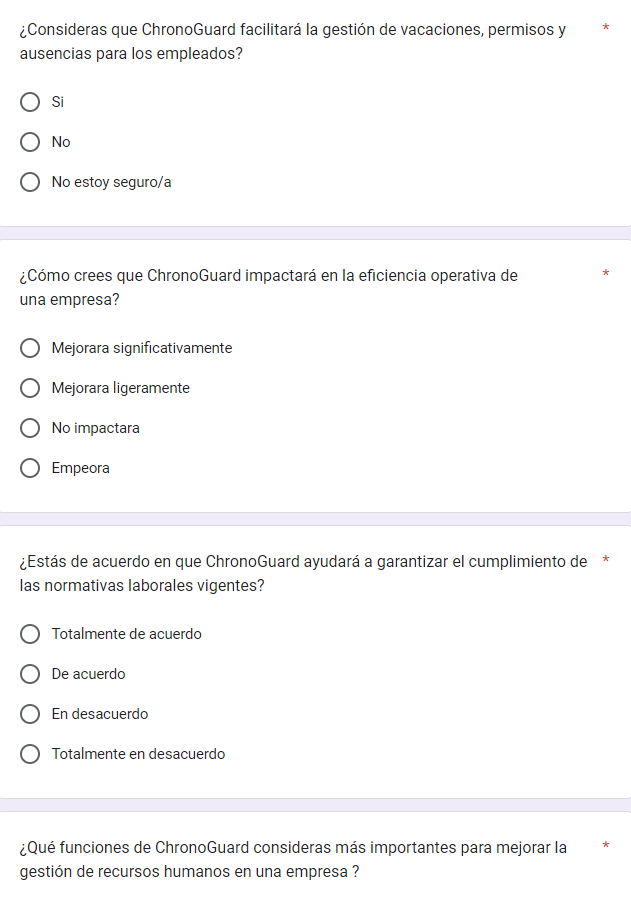 ¿Consideras que ChronoGuard facilitará la gestión de vacaciones, permisos y *
ausencias para los empleados?
Si
No
No estoy seguro/a
¿Cómo crees que ChronoGuard impactará en la eficiencia operativa de *
una empresa?
Mejorara significativamente
Mejorara ligeramente
No impactara
Empeora
¿Estás de acuerdo en que ChronoGuard ayudará a garantizar el cumplimiento de *
las normativas laborales vigentes?
Totalmente de acuerdo
De acuerdo
En desacuerdo
Totalmente en desacuerdo
¿Qué funciones de ChronoGuard consideras más importantes para mejorar la *
gestión de recursos humanos en una empresa ?